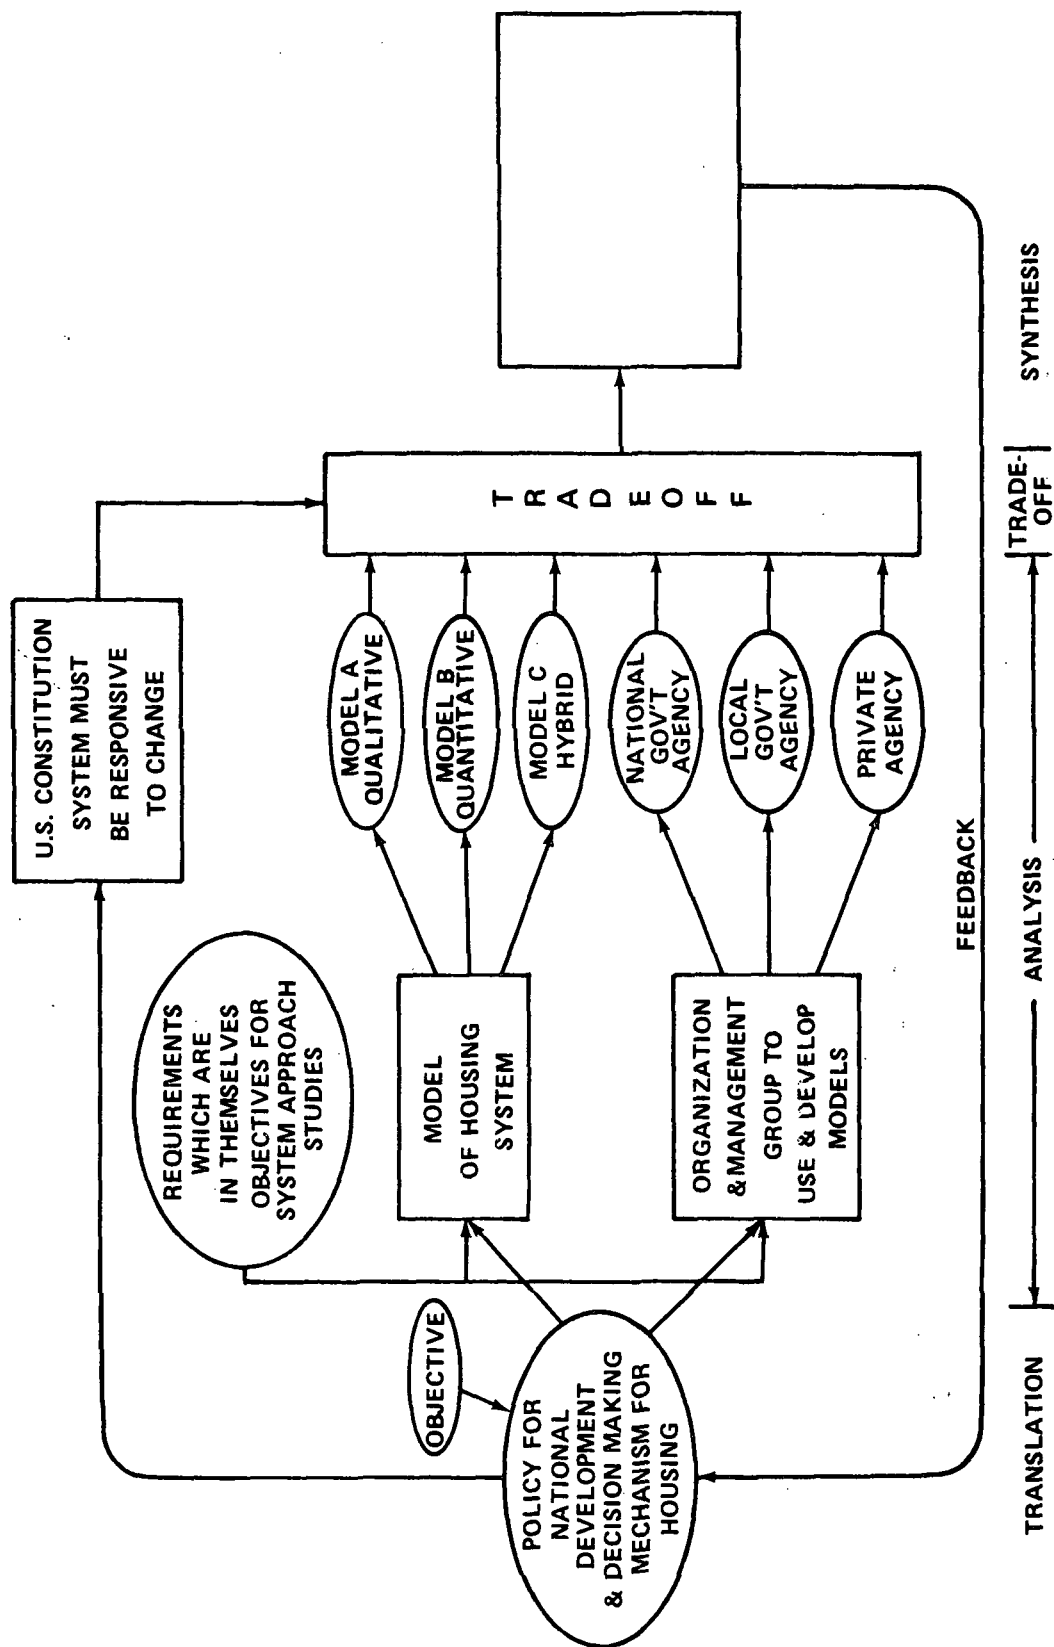 U.S. CONSTITUTION
SYSTEM MUST
BE RESPONSIVE
TO CHANGE
REQUIREMENTS
WHICH ARE
IN THEMSELVES
OBJECTIVES FOR
SYSTEM APPROACH
STUDIES
OBJECTIVE
POLICY FOR
NATIONAL
DEVELOPMENT
& DECISION MAKING
MECHANISM FOR
HOUSING
MODEL
OF HOUSING
SYSTEM
ORGANIZATION
& MANAGEMENT
GROUP TO
USE & DEVELOP
MODELS
MODEL A
QUALITATIVE
MODEL B
QUANTITATIVE
MODEL C
HYBRID
NATIONAL
GOV'T
AGENCY
LOCAL
GOV'T
AGENCY
PRIVATE
AGENCY
TRADEOFF
FEEDBACK
TRANSLATION
ANALYSIS
TRADE-
OFF
SYNTHESIS